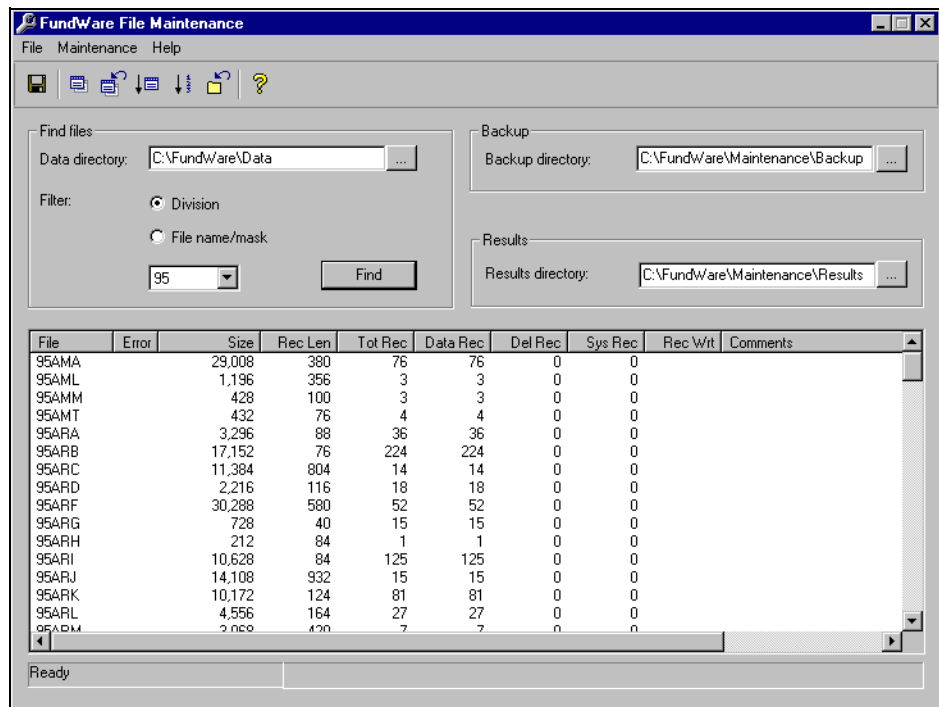 FundWare File Maintenance
File Maintenance Help
Find files
Data directory: C:\FundWare\Data ...
Filter: Division
File name/mask
95 Find
Backup
Backup directory: C:\FundWare\Maintenance\Backup ...
Results
Results directory: C:\FundWare\Maintenance\Results ...
File Error Size Rec Len Tot Rec Data Rec Del Rec Sys Rec Rec Wrt Comments
95AMA 29,008 380 76 76 0 0
95AML 1,196 356 3 3 0 0
95AMM 428 100 3 3 0 0
95AMT 432 76 4 4 0 0
95ARA 3,296 88 36 36 0 0
95ARB 17,152 76 224 224 0 0
95ARC 11,384 804 14 14 0 0
95ARD 2,216 116 18 18 0 0
95ARF 30,288 580 52 52 0 0
95ARG 728 40 15 15 0 0
95ARH 212 84 1 1 0 0
95ARI 10,628 84 125 125 0 0
95ARJ 14,108 932 15 15 0 0
95ARK 10,172 124 81 81 0 0
95ARL 4,556 164 27 27 0 0
95ARM 3,068 420 7 7 0 0
Ready